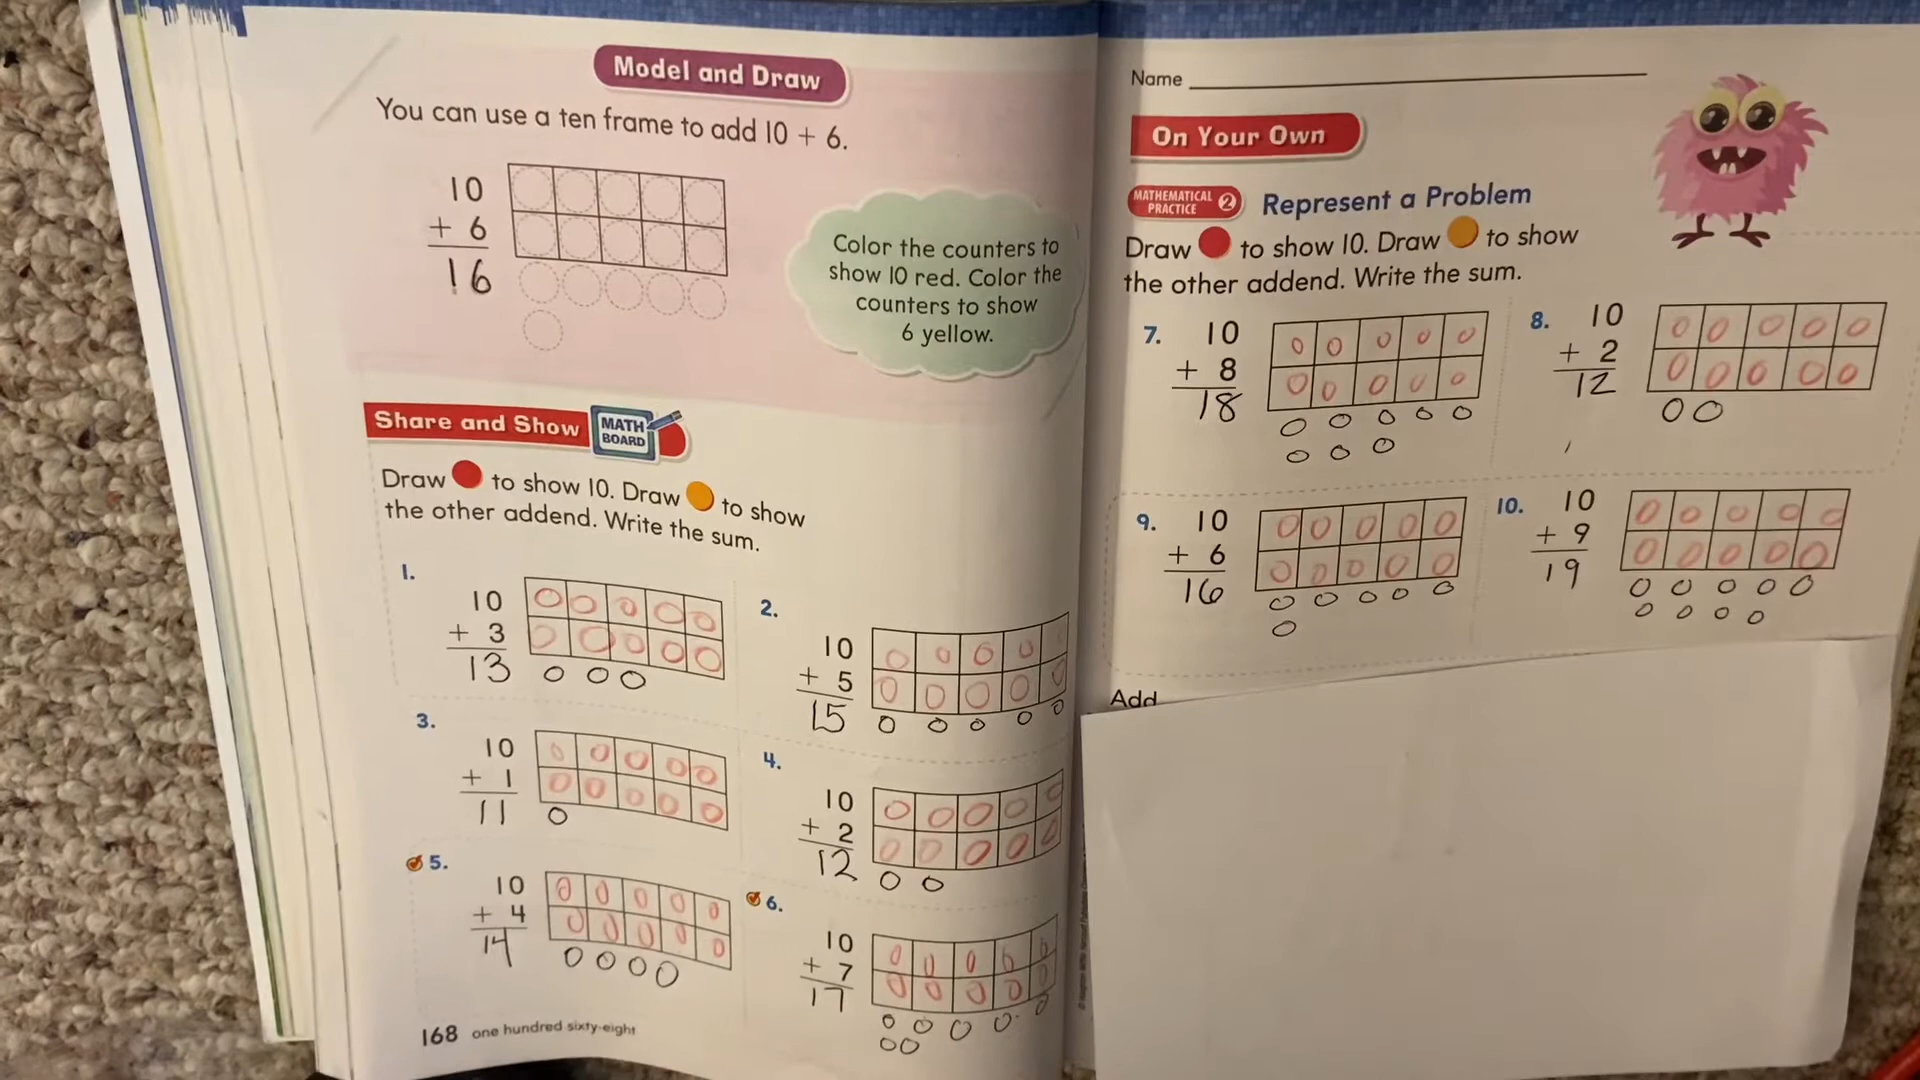 Model and Draw
You can use a ten frame to add 10 + 6.
10
+ 6
16
Color the counters to
show 10 red. Color the
counters to show
6 yellow.
Share and Show
MATH
BOARD
Draw to show 10. Draw to show
the other addend. Write the sum.
1.
10
+ 3
13
2.
10
+ 5
15
3.
10
+ 1
11
4.
10
+ 2
12
5.
10
+ 4
14
6.
10
+ 7
17
168 one hundred sixty-eight
Name
On Your Own
MATHEMATICAL
PRACTICE 2
Represent a Problem
Draw to show 10. Draw to show
the other addend. Write the sum.
7.
10
+ 8
18
8.
10
+ 2
12
9.
10
+ 6
16
10.
10
+ 9
19
Add